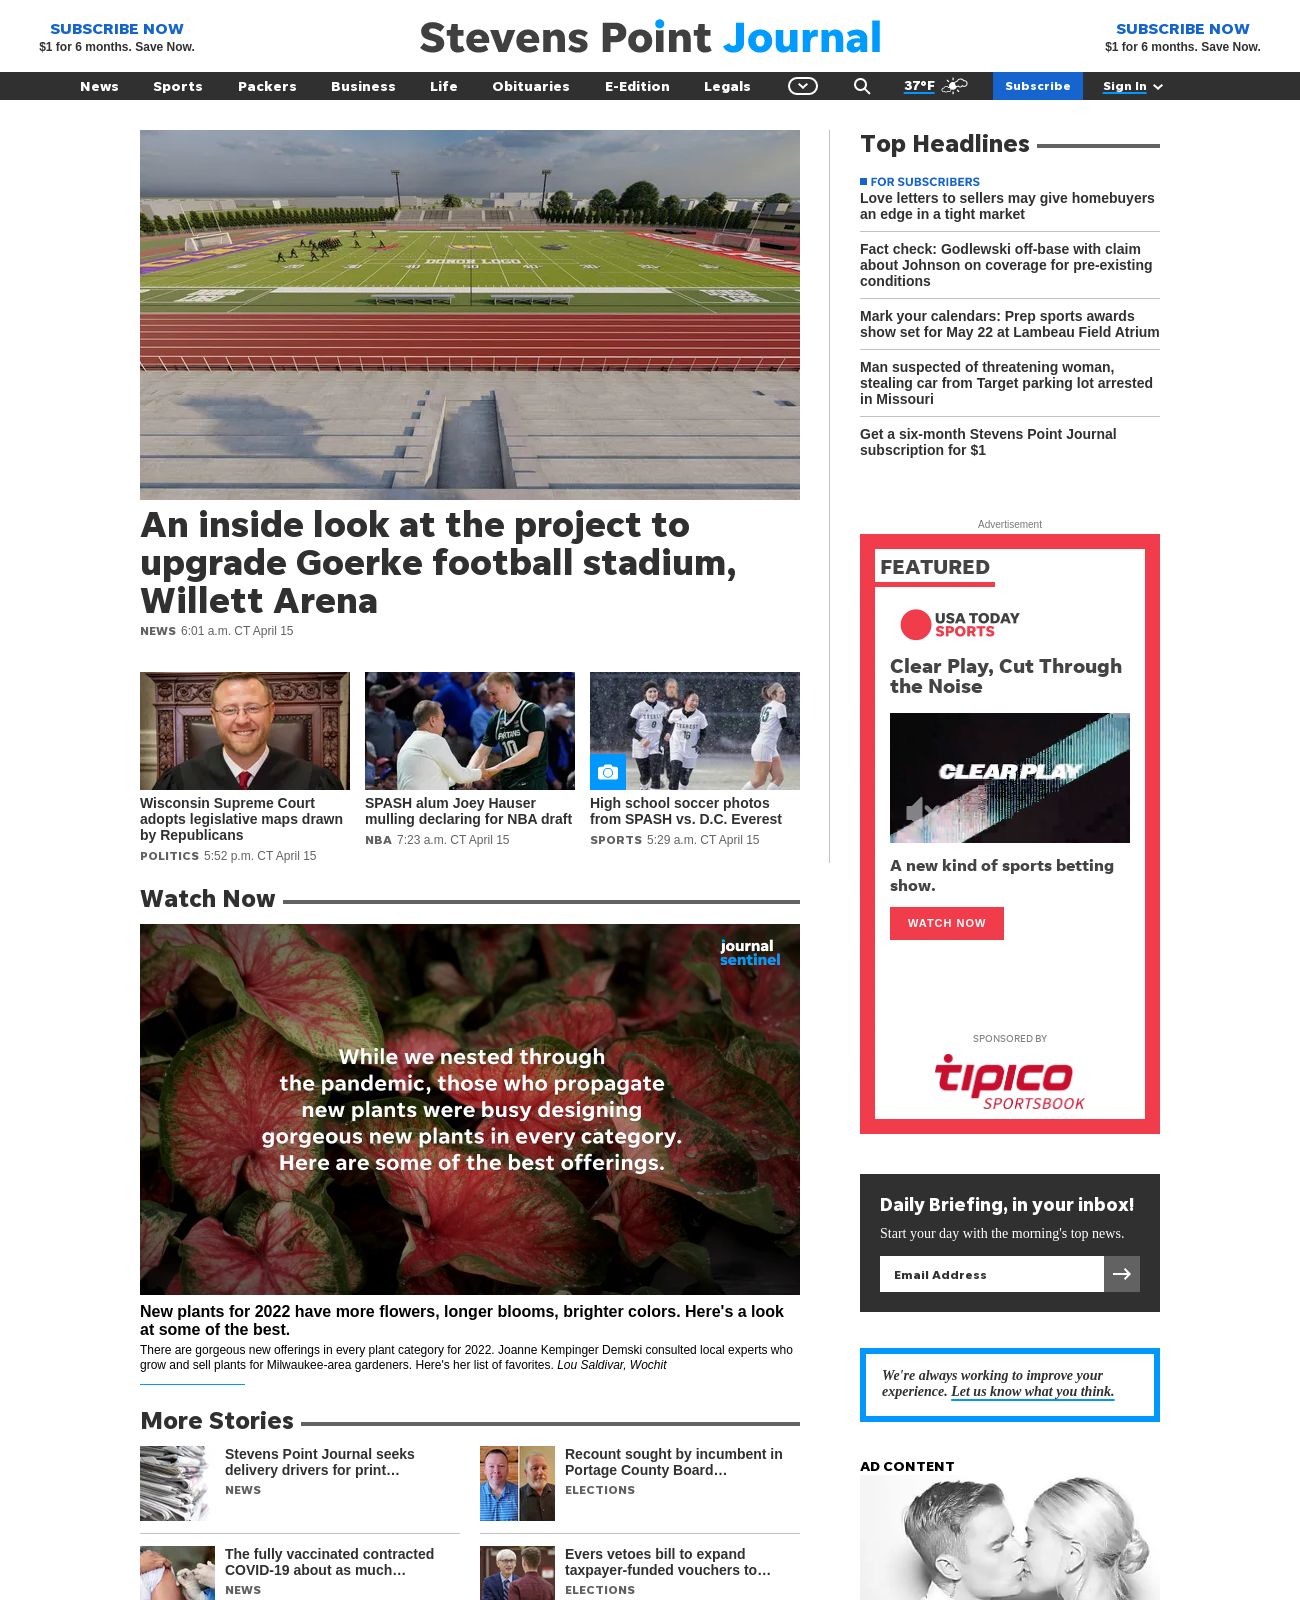 SUBSCRIBE NOW
$1 for 6 months. Save Now.
Stevens Point Journal
SUBSCRIBE NOW
$1 for 6 months. Save Now.
News Sports Packers Business Life Obituaries E-Edition Legals 37°F Subscribe Sign In
DONOR LOGO
An inside look at the project to
upgrade Goerke football stadium,
Willett Arena
NEWS 6:01 a.m. CT April 15
Wisconsin Supreme Court
adopts legislative maps drawn
by Republicans
POLITICS 5:52 p.m. CT April 15
SPASH alum Joey Hauser
mulling declaring for NBA draft
NBA 7:23 a.m. CT April 15
High school soccer photos
from SPASH vs. D.C. Everest
SPORTS 5:29 a.m. CT April 15
Top Headlines
FOR SUBSCRIBERS
Love letters to sellers may give homebuyers
an edge in a tight market
Fact check: Godlewski off-base with claim
about Johnson on coverage for pre-existing
conditions
Mark your calendars: Prep sports awards
show set for May 22 at Lambeau Field Atrium
Man suspected of threatening woman,
stealing car from Target parking lot arrested
in Missouri
Get a six-month Stevens Point Journal
subscription for $1
Advertisement
FEATURED
USA TODAY
SPORTS
Clear Play, Cut Through
the Noise
CLEAR PLAY
A new kind of sports betting
show.
WATCH NOW
SPONSORED BY
tipico
SPORTSBOOK
Watch Now
journal
sentinel
While we nested through
the pandemic, those who propagate
new plants were busy designing
gorgeous new plants in every category.
Here are some of the best offerings.
New plants for 2022 have more flowers, longer blooms, brighter colors. Here's a look
at some of the best.
There are gorgeous new offerings in every plant category for 2022. Joanne Kempinger Demski consulted local experts who
grow and sell plants for Milwaukee-area gardeners. Here's her list of favorites. Lou Saldivar, Wochit
Daily Briefing, in your inbox!
Start your day with the morning's top news.
Email Address
We're always working to improve your
experience. Let us know what you think.
More Stories
Stevens Point Journal seeks
delivery drivers for print…
NEWS
Recount sought by incumbent in
Portage County Board…
ELECTIONS
The fully vaccinated contracted
COVID-19 about as much…
NEWS
Evers vetoes bill to expand
taxpayer-funded vouchers to…
ELECTIONS
AD CONTENT